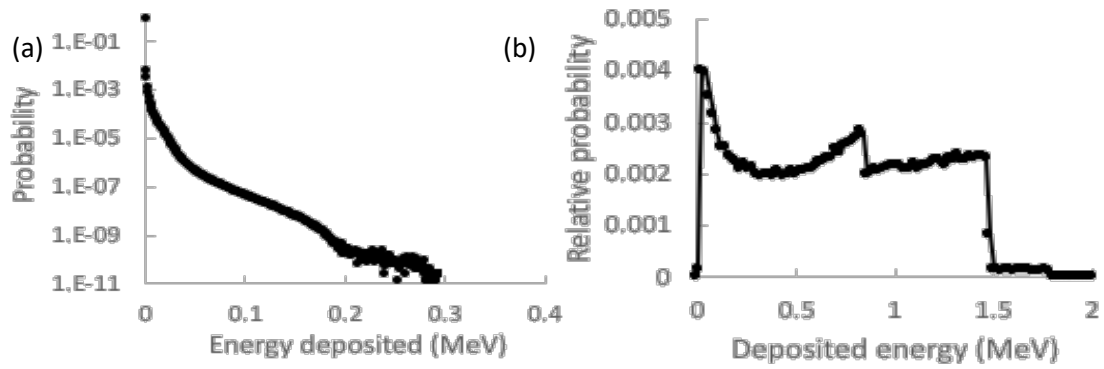 (a)
Probability
1.E-01
1.E-03
1.E-05
1.E-07
1.E-09
1.E-11
0 0.1 0.2 0.3 0.4
Energy deposited (MeV)
(b)
Relative probability
0.005
0.004
0.003
0.002
0.001
0
0 0.5 1 1.5 2
Deposited energy (MeV)